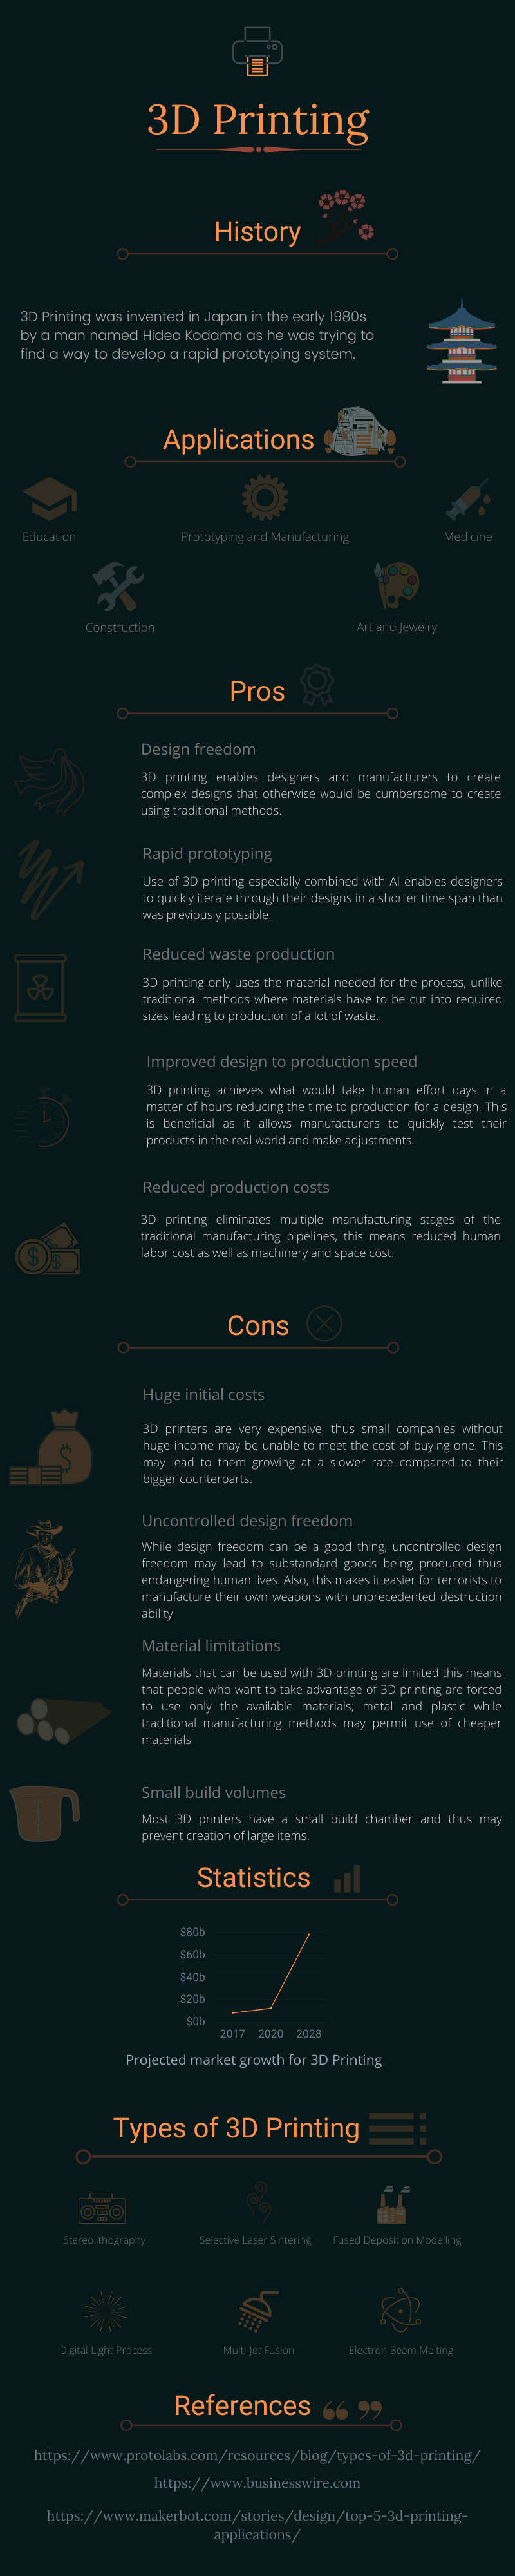 3D Printing
History
3D Printing was invented in Japan in the early 1980s
by a man named Hideo Kodama as he was trying to
find a way to develop a rapid prototyping system.
Applications
Education
Prototyping and Manufacturing
Medicine
Construction
Art and Jewelry
Pros
Design freedom
3D printing enables designers and manufacturers to create
complex designs that otherwise would be cumbersome to create
using traditional methods.
Rapid prototyping
Use of 3D printing especially combined with AI enables designers
to quickly iterate through their designs in a shorter time span than
was previously possible.
Reduced waste production
3D printing only uses the material needed for the process, unlike
traditional methods where materials have to be cut into required
sizes leading to production of a lot of waste.
Improved design to production speed
3D printing achieves what would take human effort days in a
matter of hours reducing the time to production for a design. This
is beneficial as it allows manufacturers to quickly test their
products in the real world and make adjustments.
Reduced production costs
3D printing eliminates multiple manufacturing stages of the
traditional manufacturing pipelines, this means reduced human
labor cost as well as machinery and space cost.
Cons
Huge initial costs
3D printers are very expensive, thus small companies without
huge income may be unable to meet the cost of buying one. This
may lead to them growing at a slower rate compared to their
bigger counterparts.
Uncontrolled design freedom
While design freedom can be a good thing, uncontrolled design
freedom may lead to substandard goods being produced thus
endangering human lives. Also, this makes it easier for terrorists to
manufacture their own weapons with unprecedented destruction
ability
Material limitations
Materials that can be used with 3D printing are limited this means
that people who want to take advantage of 3D printing are forced
to use only the available materials; metal and plastic while
traditional manufacturing methods may permit use of cheaper
materials
Small build volumes
Most 3D printers have a small build chamber and thus may
prevent creation of large items.
Statistics
$80b
$60b
$40b
$20b
$0b
2017 2020 2028
Projected market growth for 3D Printing
Types of 3D Printing
Stereolithography
Selective Laser Sintering
Fused Deposition Modelling
Digital Light Process
Multi-Jet Fusion
Electron Beam Melting
References
https://www.protolabs.com/resources/blog/types-of-3d-printing/
https://www.businesswire.com
https://www.makerbot.com/stories/design/top-5-3d-printing-
applications/